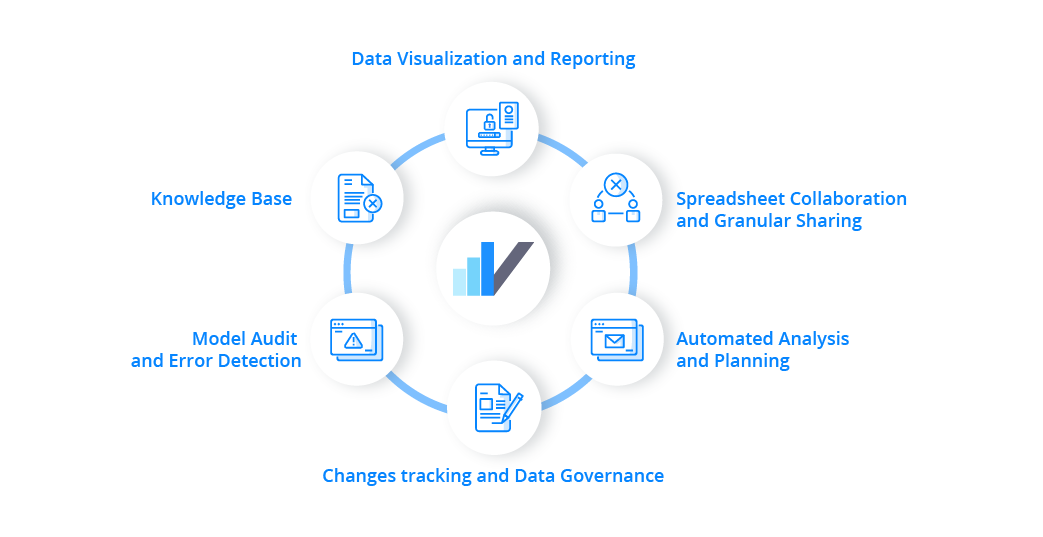 Data Visualization and Reporting
Knowledge Base
Spreadsheet Collaboration
and Granular Sharing
Model Audit
and Error Detection
Automated Analysis
and Planning
Changes tracking and Data Governance